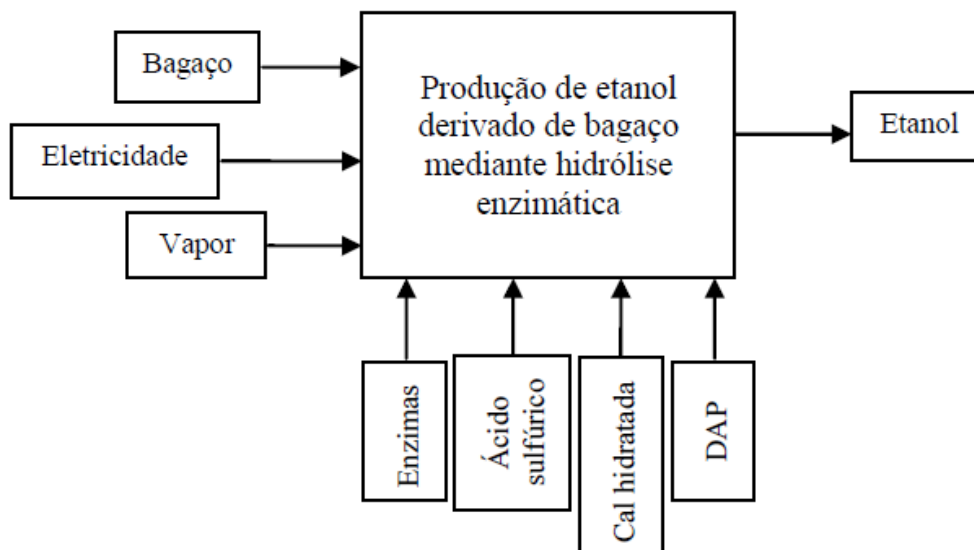 Bagaço
Eletricidade
Vapor
Produção de etanol
derivado de bagaço
mediante hidrólise
enzimática
Etanol
Enzimas
Ácido
sulfúrico
Cal hidratada
DAP